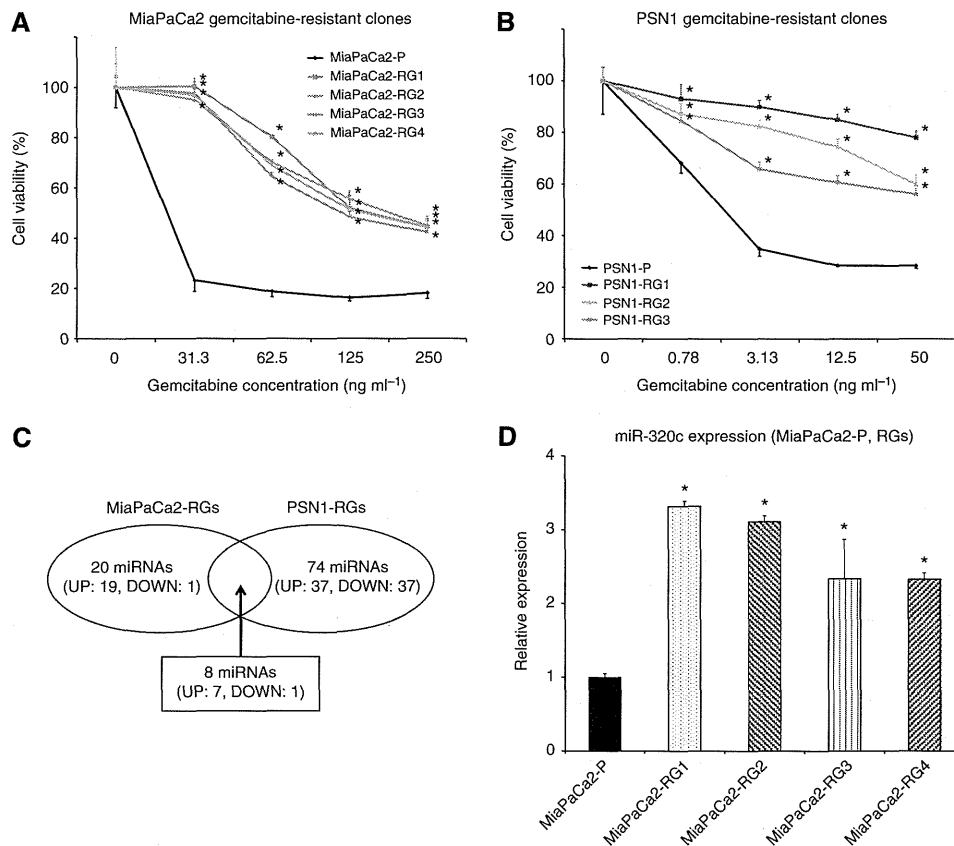 A
MiaPaCa2 gemcitabine-resistant clones
Cell viability (%)
100
80
60
40
20
0
MiaPaCa2-P
MiaPaCa2-RG1
MiaPaCa2-RG2
MiaPaCa2-RG3
MiaPaCa2-RG4
* * * *
* * * *
* * * *
* * * *
0 31.3 62.5 125 250
Gemcitabine concentration (ng ml⁻¹)
B
PSN1 gemcitabine-resistant clones
Cell viability (%)
100
80
60
40
20
0
* * *
* * *
* * *
* * *
PSN1-P
PSN1-RG1
PSN1-RG2
PSN1-RG3
0 0.78 3.13 12.5 50
Gemcitabine concentration (ng ml⁻¹)
C
MiaPaCa2-RGs
PSN1-RGs
20 miRNAs
(UP: 19, DOWN: 1)
74 miRNAs
(UP: 37, DOWN: 37)
8 miRNAs
(UP: 7, DOWN: 1)
D
miR-320c expression (MiaPaCa2-P, RGs)
Relative expression
4
3
2
1
0
* * * *
MiaPaCa2-P
MiaPaCa2-RG1
MiaPaCa2-RG2
MiaPaCa2-RG3
MiaPaCa2-RG4